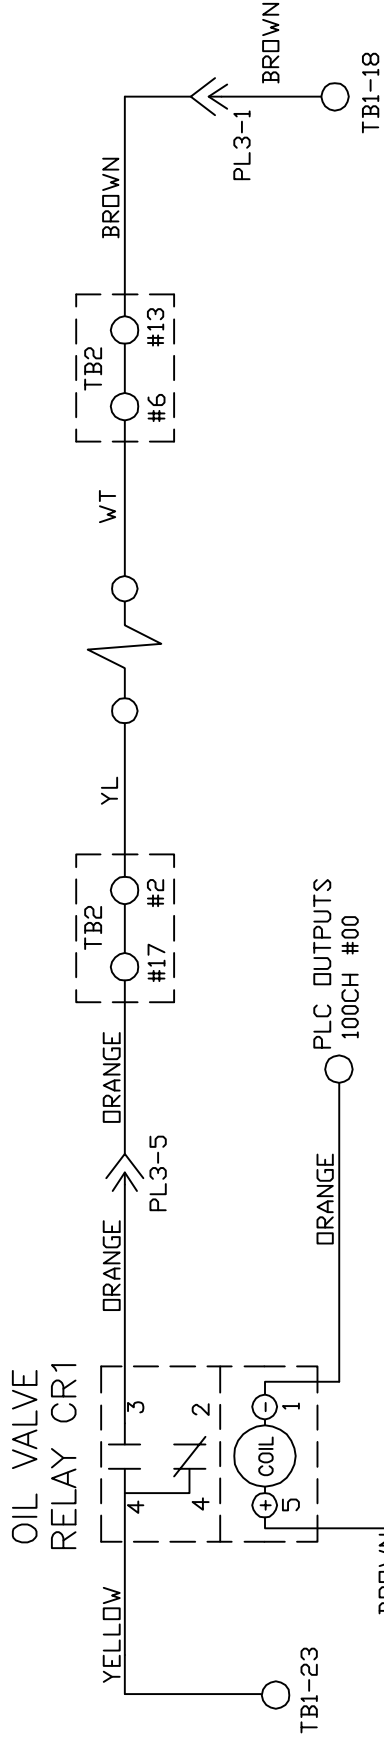 OIL VALVE
RELAY CR1
YELLOW
TB1-23
4
3
4
2
+
COIL
-
5
1
ORANGE
PLC OUTPUTS
100CH #00
ORANGE
PL3-5
ORANGE
TB2
#17
#2
YL
WT
TB2
#6
#13
BROWN
PL3-1
BROWN
TB1-18